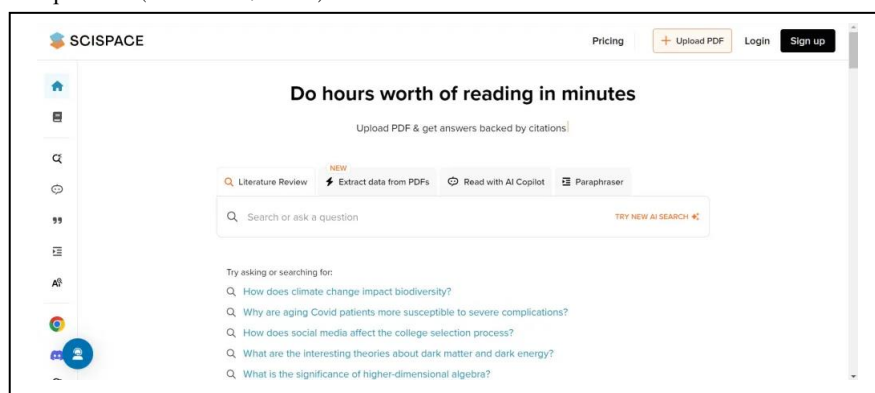 SCISPACE
Pricing
+ Upload PDF
Login
Sign up
Do hours worth of reading in minutes
Upload PDF & get answers backed by citations
NEW
Literature Review
Extract data from PDFs
Read with AI Copilot
Paraphraser
Search or ask a question
TRY NEW AI SEARCH
Try asking or searching for:
How does climate change impact biodiversity?
Why are aging Covid patients more susceptible to severe complications?
How does social media affect the college selection process?
What are the interesting theories about dark matter and dark energy?
What is the significance of higher-dimensional algebra?